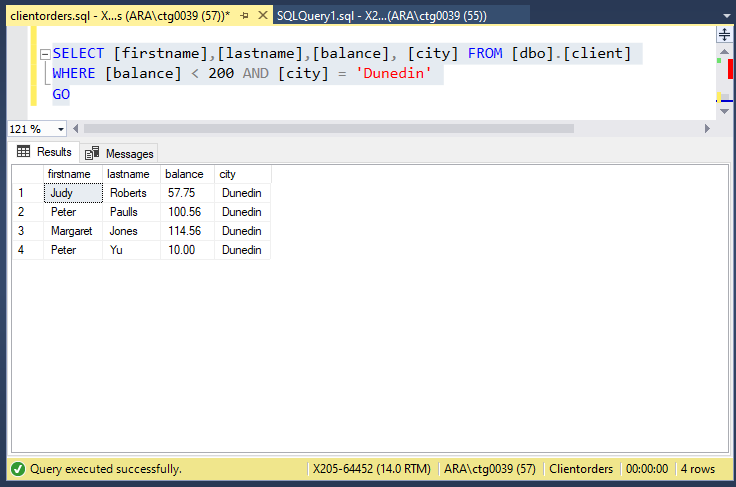 clientorders.sql - X...s (ARA\ctg0039 (57))* SQLQuery1.sql - X2...(ARA\ctg0039 (55))
SELECT [firstname],[lastname],[balance], [city] FROM [dbo].[client]
WHERE [balance] < 200 AND [city] = 'Dunedin'
GO
121 %
Results Messages
firstname lastname balance city
1 Judy Roberts 57.75 Dunedin
2 Peter Paulls 100.56 Dunedin
3 Margaret Jones 114.56 Dunedin
4 Peter Yu 10.00 Dunedin
Query executed successfully. X205-64452 (14.0 RTM) ARA\ctg0039 (57) Clientorders 00:00:00 4 rows